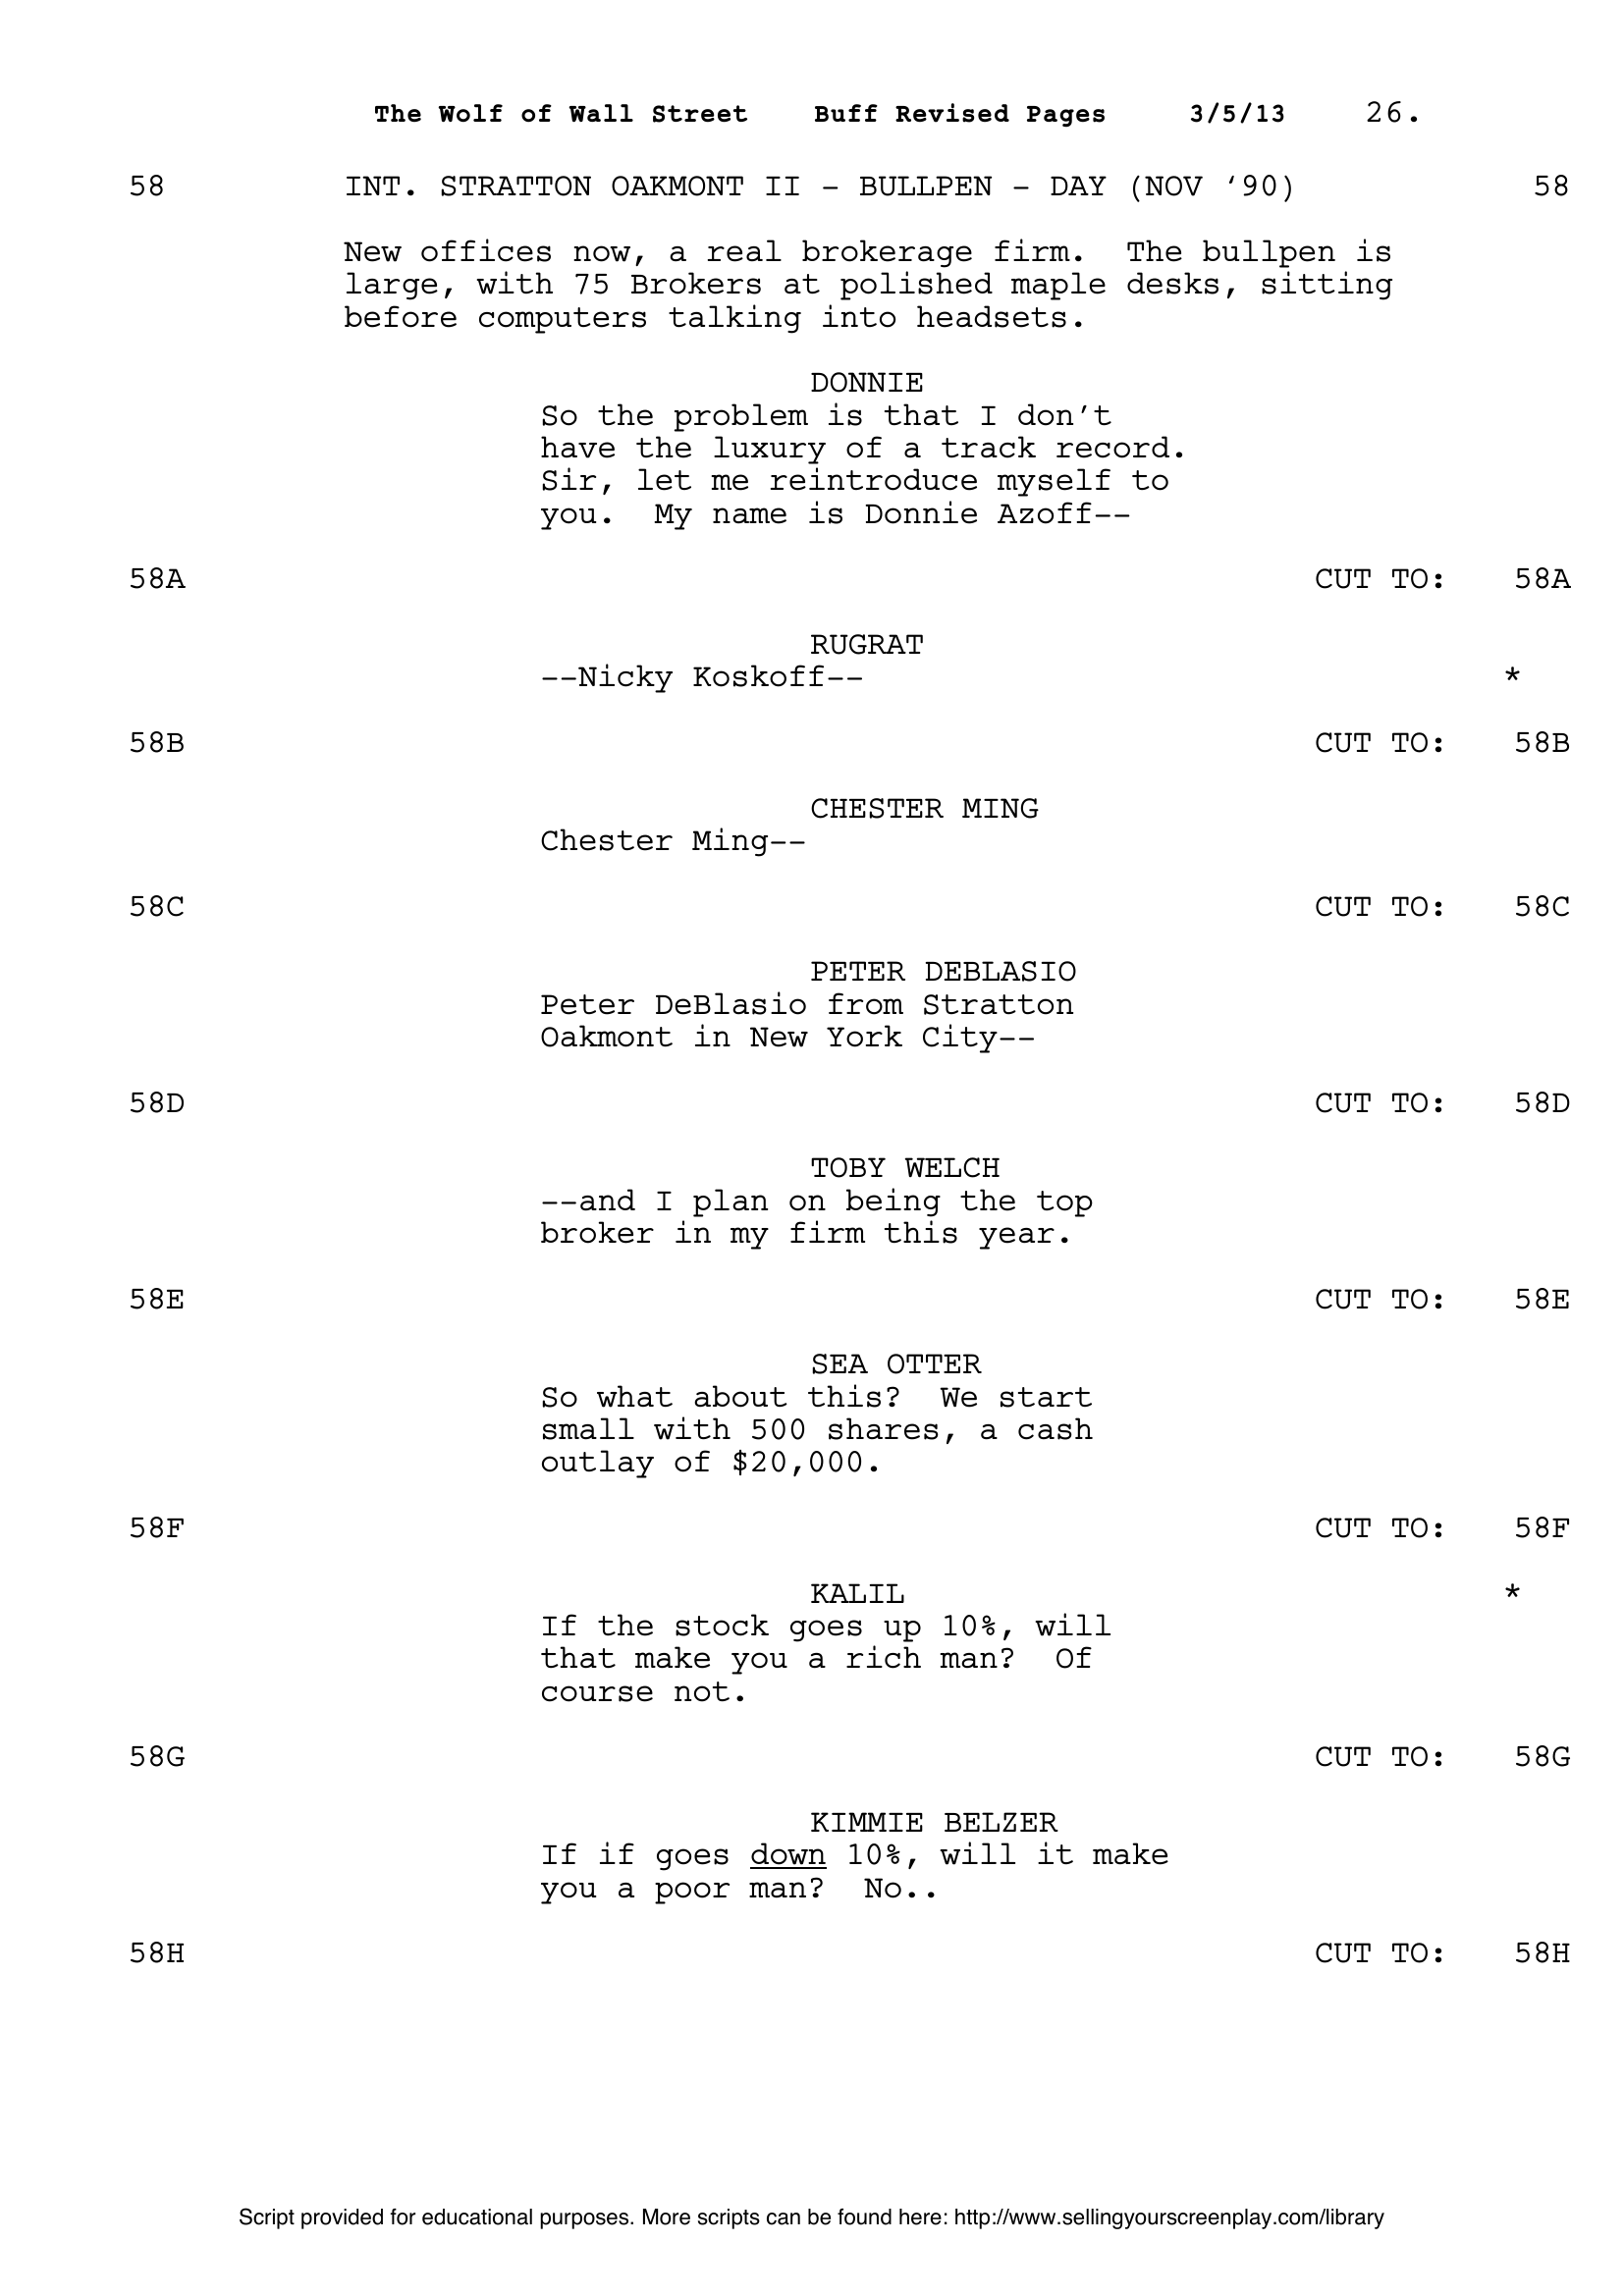 The Wolf of Wall Street Buff Revised Pages 3/5/13 26.
58 INT. STRATTON OAKMONT II - BULLPEN - DAY (NOV ‘90) 58
New offices now, a real brokerage firm. The bullpen is
large, with 75 Brokers at polished maple desks, sitting
before computers talking into headsets.
DONNIE
So the problem is that I don’t
have the luxury of a track record.
Sir, let me reintroduce myself to
you. My name is Donnie Azoff--
58A CUT TO: 58A
RUGRAT
--Nicky Koskoff-- *
58B CUT TO: 58B
CHESTER MING
Chester Ming--
58C CUT TO: 58C
PETER DEBLASIO
Peter DeBlasio from Stratton
Oakmont in New York City--
58D CUT TO: 58D
TOBY WELCH
--and I plan on being the top
broker in my firm this year.
58E CUT TO: 58E
SEA OTTER
So what about this? We start
small with 500 shares, a cash
outlay of $20,000.
58F CUT TO: 58F
KALIL *
If the stock goes up 10%, will
that make you a rich man? Of
course not.
58G CUT TO: 58G
KIMMIE BELZER
If if goes down 10%, will it make
you a poor man? No..
58H CUT TO: 58H
Script provided for educational purposes. More scripts can be found here: http://www.sellingyourscreenplay.com/library